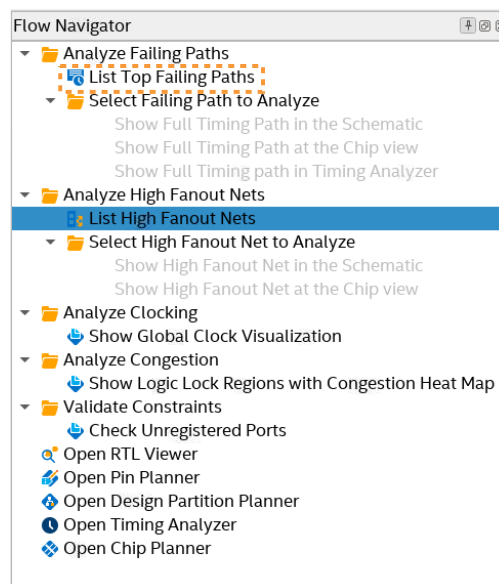 Flow Navigator
Analyze Failing Paths
List Top Failing Paths
Select Failing Path to Analyze
Show Full Timing Path in the Schematic
Show Full Timing Path at the Chip view
Show Full Timing path in Timing Analyzer
Analyze High Fanout Nets
List High Fanout Nets
Select High Fanout Net to Analyze
Show High Fanout Net in the Schematic
Show High Fanout Net at the Chip view
Analyze Clocking
Show Global Clock Visualization
Analyze Congestion
Show Logic Lock Regions with Congestion Heat Map
Validate Constraints
Check Unregistered Ports
Open RTL Viewer
Open Pin Planner
Open Design Partition Planner
Open Timing Analyzer
Open Chip Planner